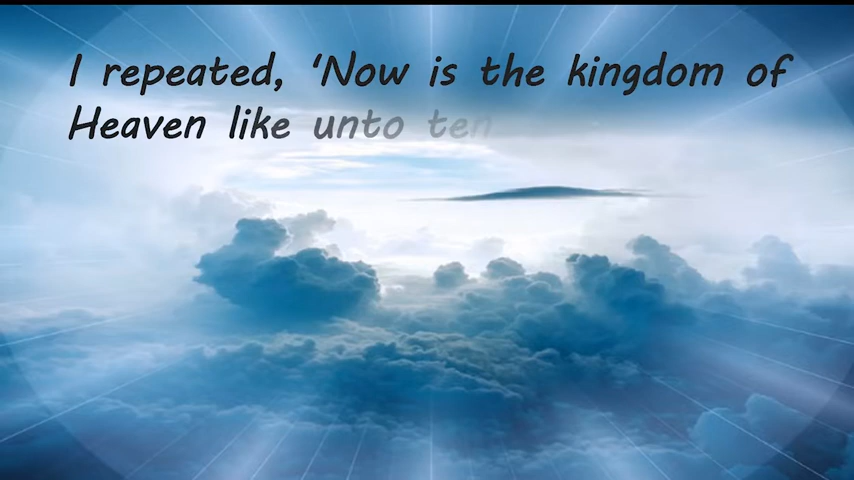 I repeated, ‘Now is the kingdom of
Heaven like unto ten